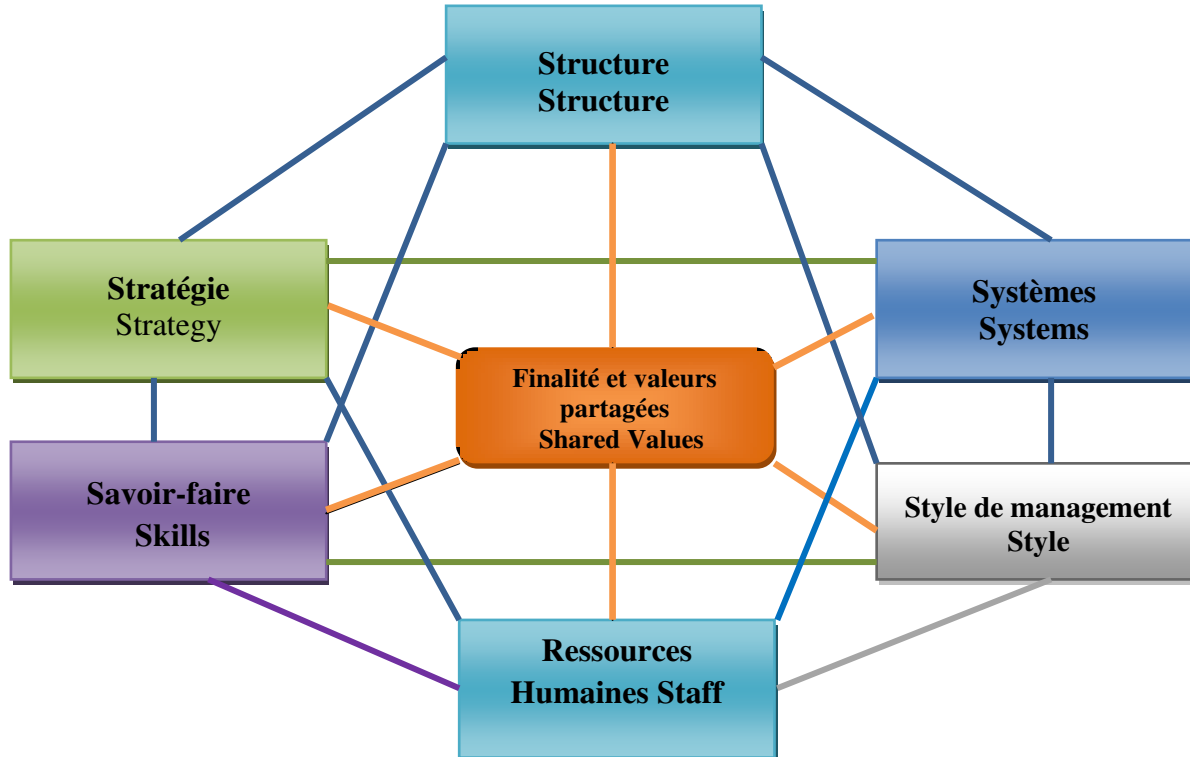 Structure
Structure
Stratégie
Strategy
Systèmes
Systems
Finalité et valeurs
partagées
Shared Values
Savoir-faire
Skills
Style de management
Style
Ressources
Humaines Staff